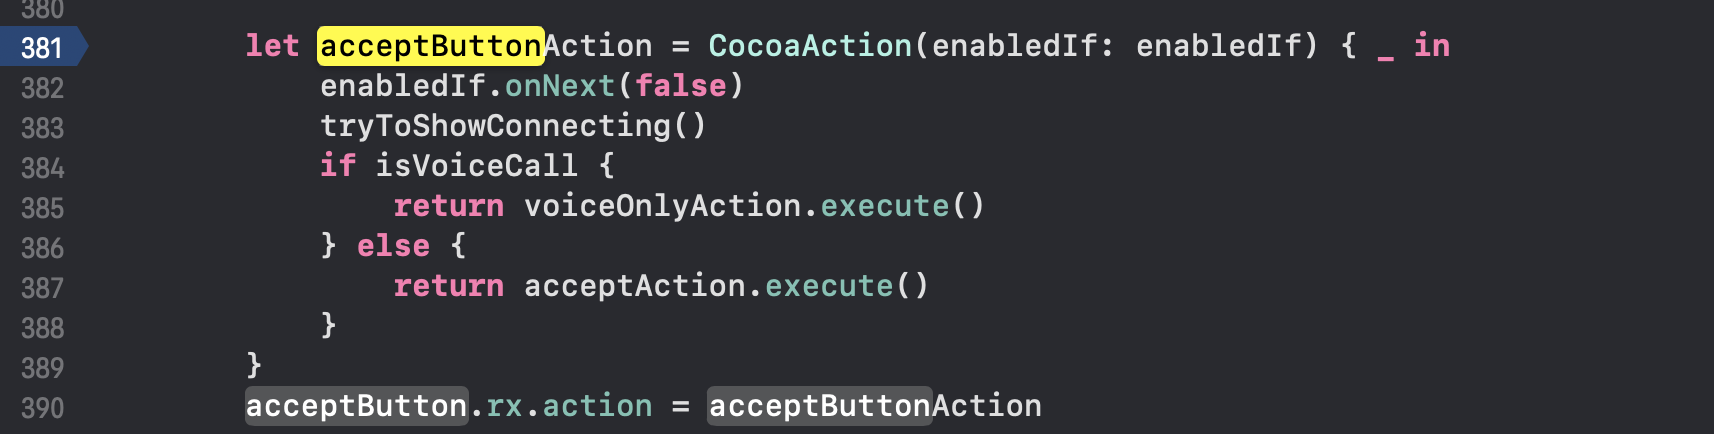 380
381 let acceptButtonAction = CocoaAction(enabledIf: enabledIf) { _ in
382 enabledIf.onNext(false)
383 tryToShowConnecting()
384 if isVoiceCall {
385 return voiceOnlyAction.execute()
386 } else {
387 return acceptAction.execute()
388 }
389 }
390 acceptButton.rx.action = acceptButtonAction